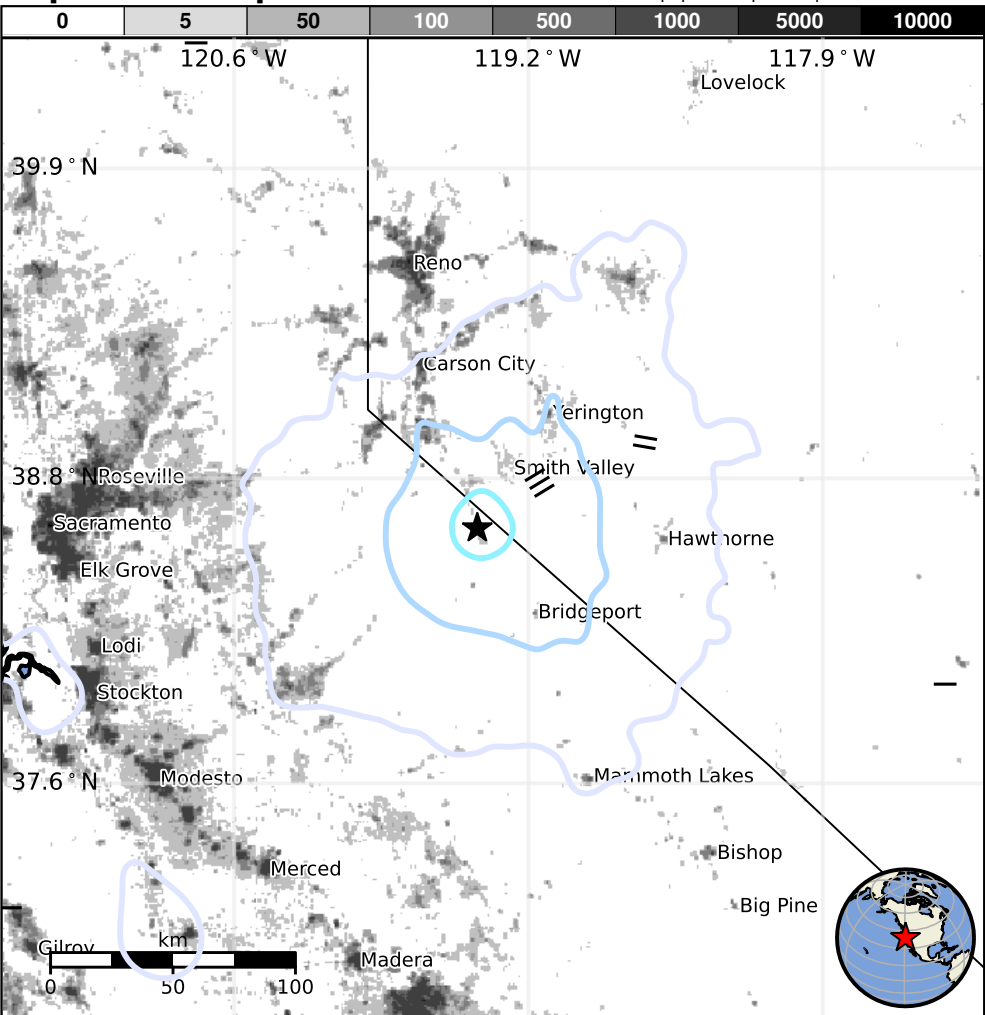 0 5 50 100 500 1000 5000 10000
120.6°W 119.2°W 117.9°W
Lovelock
39.9°N
Reno
Carson City
Yerington
Smith Valley
38.8°N Roseville
Sacramento
Hawthorne
Elk Grove
Bridgeport
Lodi
Stockton
Mammoth Lakes
37.6°N Modesto
Bishop
Merced
Big Pine
Gilroy
km
Madera
0 50 100